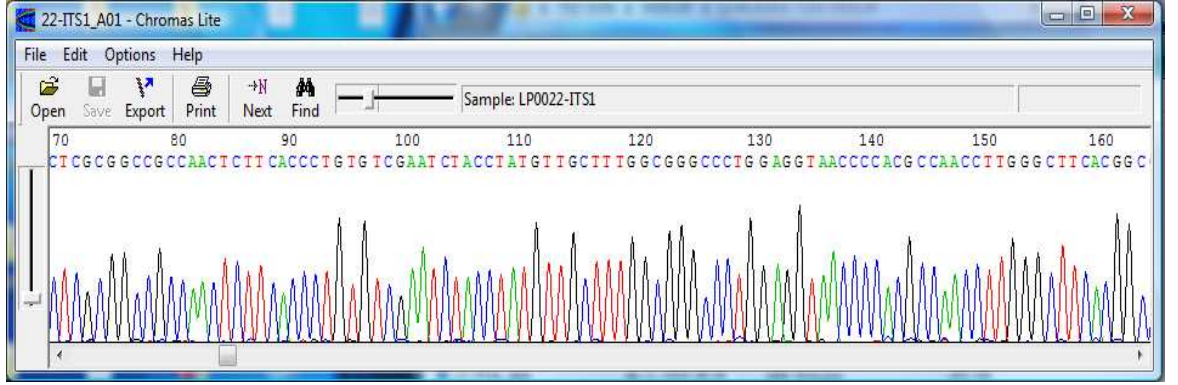 22-ITS1_A01 - Chromas Lite
File Edit Options Help
Open Save Export Print Next Find Sample: LP0022-ITS1
70 80 90 100 110 120 130 140 150 160
CTCGCGGCCGCCAACTCTTCACCCTGTGTCGAATCTACCTATGTTGCTTTGGCGGGCCCTGGAGGTAACCCCACGCCAACCTTGGGCTTCACGGC